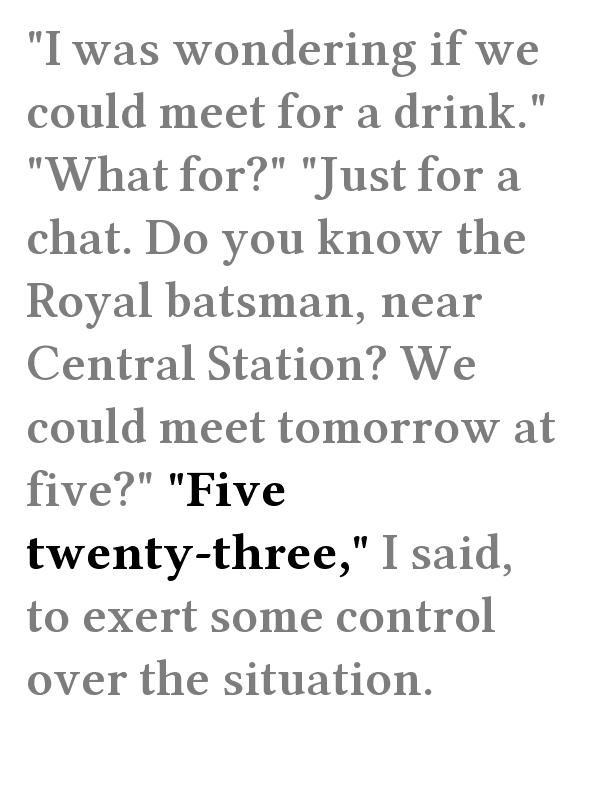 "I was wondering if we
could meet for a drink."
"What for?" "Just for a
chat. Do you know the
Royal batsman, near
Central Station? We
could meet tomorrow at
five?" "Five
twenty-three," I said,
to exert some control
over the situation.